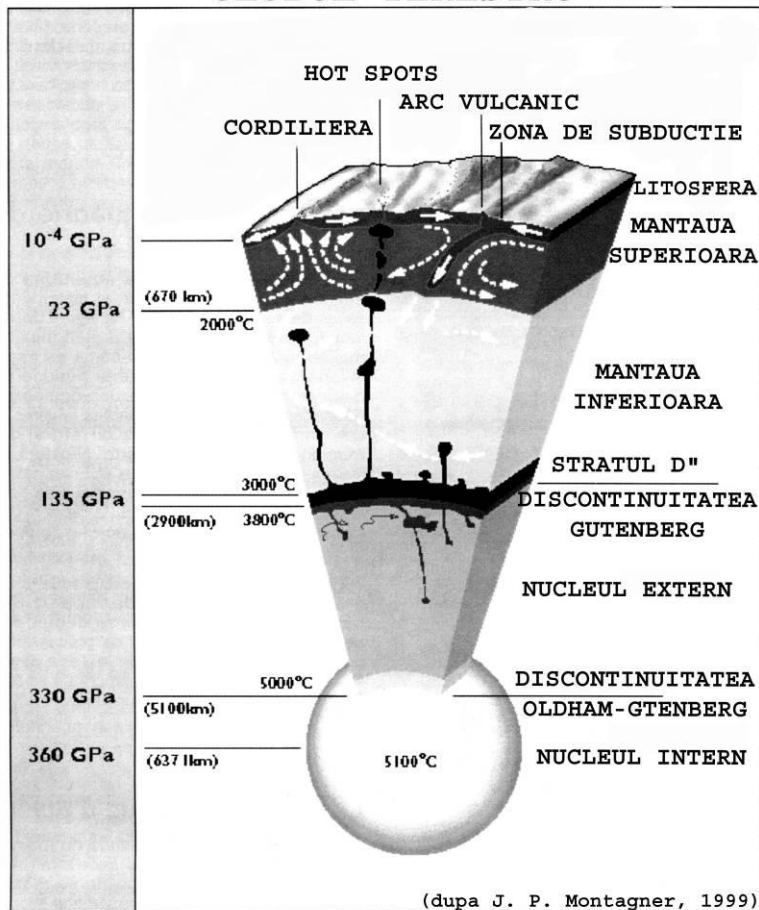 HOT SPOTS
ARC VULCANIC
CORDILIERA
ZONA DE SUBDUCTIE
LITOSFERA
10-4 GPa
MANTAUA
SUPERIOARA
(670 km)
23 GPa
2000°C
MANTAUA
INFERIOARA
STRATUL D"
3000°C
135 GPa
DISCONTINUITATEA
(2900km)
3800°C
GUTENBERG
NUCLEUL EXTERN
5000°C
DISCONTINUITATEA
330 GPa
(5100km)
OLDHAM-GTENBERG
360 GPa
(6371km)
5100°C
NUCLEUL INTERN
(dupa J. P. Montagner, 1999)